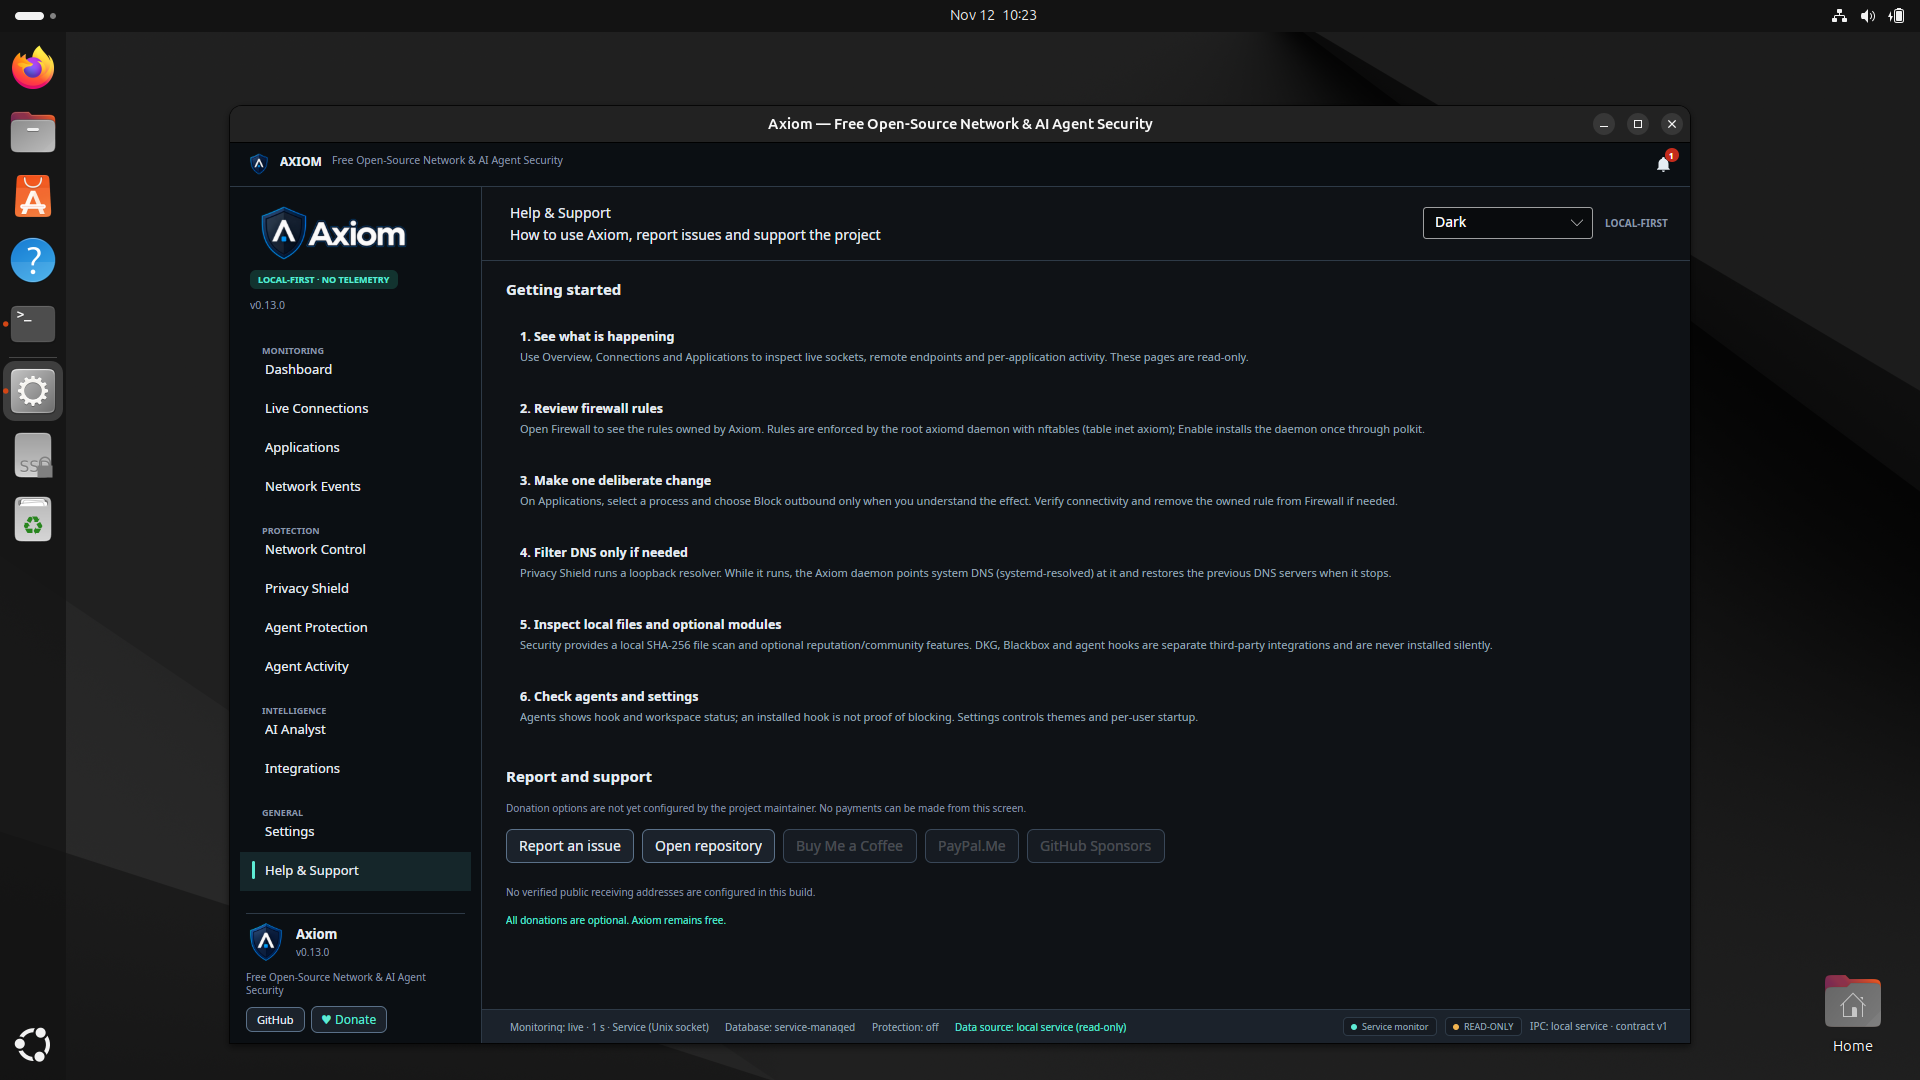 Nov 12 10:23
Axiom — Free Open-Source Network & AI Agent Security
AXIOM Free Open-Source Network & AI Agent Security
1
Axiom
LOCAL-FIRST · NO TELEMETRY
v0.13.0
MONITORING
Dashboard
Live Connections
Applications
Network Events
PROTECTION
Network Control
Privacy Shield
Agent Protection
Agent Activity
INTELLIGENCE
AI Analyst
Integrations
GENERAL
Settings
Help & Support
Axiom
v0.13.0
Free Open-Source Network & AI Agent
Security
GitHub
♥ Donate
Help & Support
How to use Axiom, report issues and support the project
Dark
LOCAL-FIRST
Getting started
1. See what is happening
Use Overview, Connections and Applications to inspect live sockets, remote endpoints and per-application activity. These pages are read-only.
2. Review firewall rules
Open Firewall to see the rules owned by Axiom. Rules are enforced by the root axiomd daemon with nftables (table inet axiom); Enable installs the daemon once through polkit.
3. Make one deliberate change
On Applications, select a process and choose Block outbound only when you understand the effect. Verify connectivity and remove the owned rule from Firewall if needed.
4. Filter DNS only if needed
Privacy Shield runs a loopback resolver. While it runs, the Axiom daemon points system DNS (systemd-resolved) at it and restores the previous DNS servers when it stops.
5. Inspect local files and optional modules
Security provides a local SHA-256 file scan and optional reputation/community features. DKG, Blackbox and agent hooks are separate third-party integrations and are never installed silently.
6. Check agents and settings
Agents shows hook and workspace status; an installed hook is not proof of blocking. Settings controls themes and per-user startup.
Report and support
Donation options are not yet configured by the project maintainer. No payments can be made from this screen.
Report an issue
Open repository
Buy Me a Coffee
PayPal.Me
GitHub Sponsors
No verified public receiving addresses are configured in this build.
All donations are optional. Axiom remains free.
Monitoring: live · 1 s · Service (Unix socket)
Database: service-managed
Protection: off
Data source: local service (read-only)
Service monitor
READ-ONLY
IPC: local service · contract v1
>_
?
SS
Home